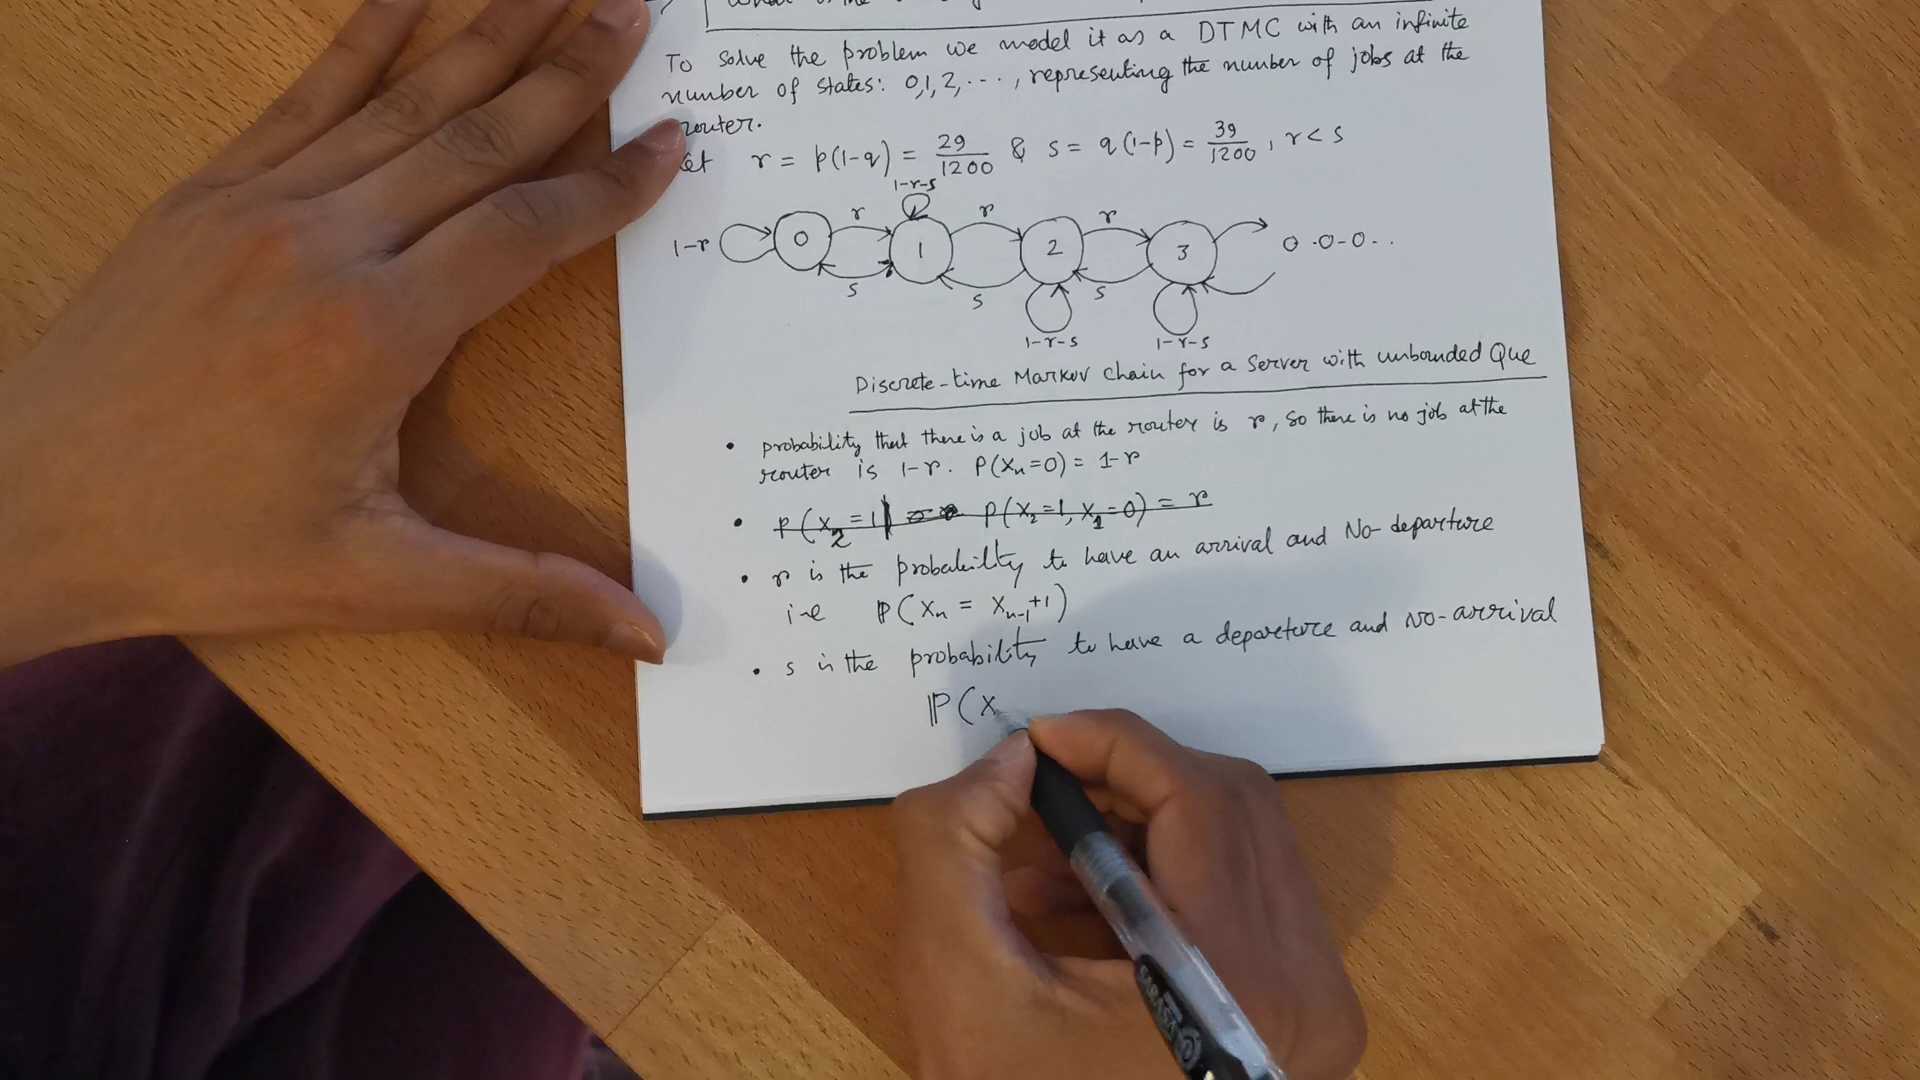 What is the
To solve the problem we model it as a DTMC with an infinite
number of states: 0,1,2,..., representing the number of jobs at the
router.
et r = p(1-q) = 29/1200 & s = q(1-p) = 39/1200, r < s
1-r-s
r r r
1-r 0 1 2 3 0.0-0..
s s s
1-r-s 1-r-s
Discrete-time Markov chain for a Server with unbounded Que
• probability that there is a job at the router is r, so there is no job at the
router is 1-r. P(Xn=0) = 1-r
• P(X2=1| P(X2=1, X1=0) = r
• r is the probability to have an arrival and No-departure
i-e P(Xn = Xn-1+1)
• s is the probability to have a departure and No-arrival
P(X
SARASA